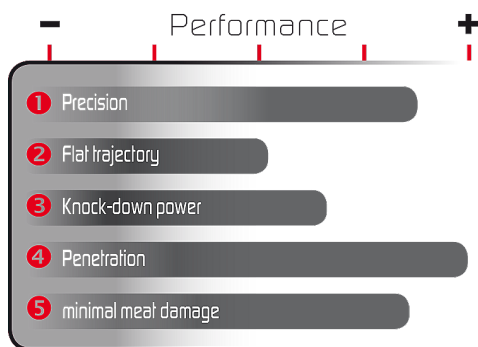 - Performance +
1 Precision
2 Flat trajectory
3 Knock-down power
4 Penetration
5 minimal meat damage